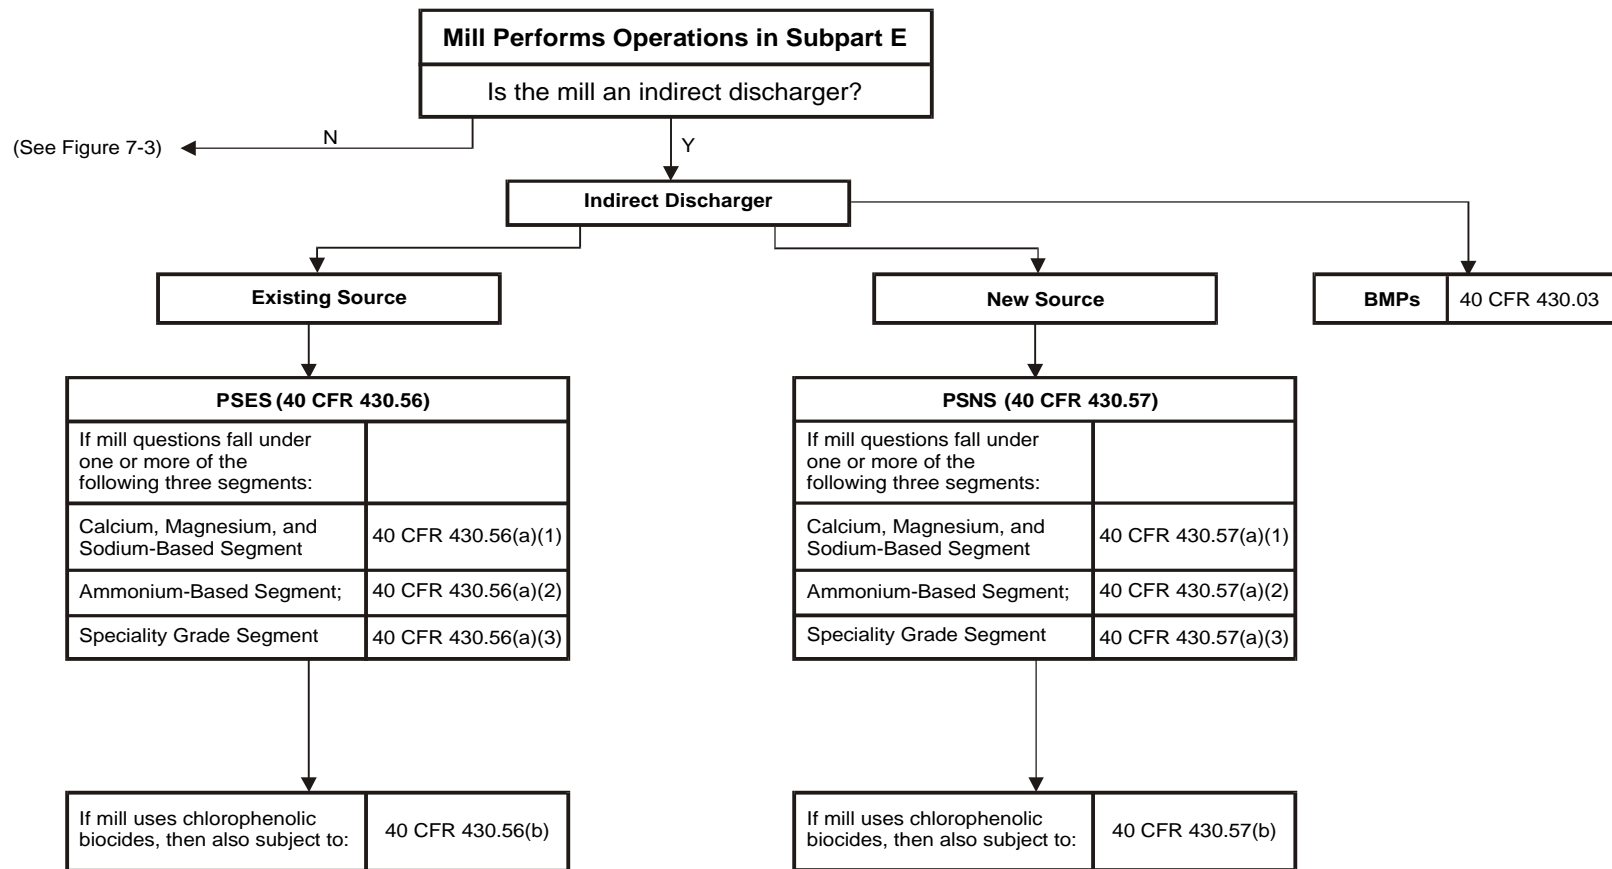 Mill Performs Operations in Subpart E
Is the mill an indirect discharger?
(See Figure 7-3)
N
Y
Indirect Discharger
Existing Source
New Source
BMPs
40 CFR 430.03
PSES (40 CFR 430.56)
If mill questions fall under
one or more of the
following three segments:
Calcium, Magnesium, and
Sodium-Based Segment
40 CFR 430.56(a)(1)
Ammonium-Based Segment;
40 CFR 430.56(a)(2)
Speciality Grade Segment
40 CFR 430.56(a)(3)
PSNS (40 CFR 430.57)
If mill questions fall under
one or more of the
following three segments:
Calcium, Magnesium, and
Sodium-Based Segment
40 CFR 430.57(a)(1)
Ammonium-Based Segment;
40 CFR 430.57(a)(2)
Speciality Grade Segment
40 CFR 430.57(a)(3)
If mill uses chlorophenolic
biocides, then also subject to:
40 CFR 430.56(b)
If mill uses chlorophenolic
biocides, then also subject to:
40 CFR 430.57(b)